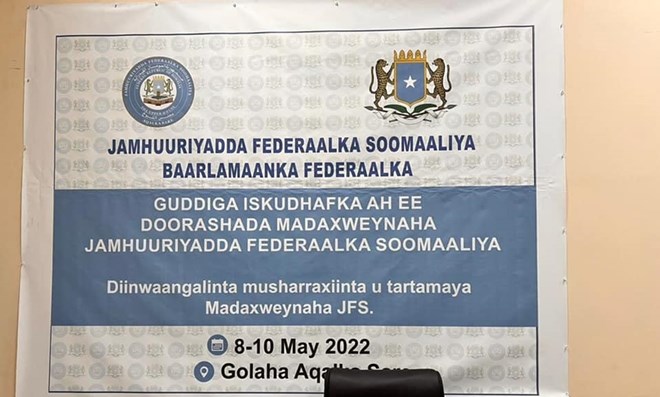 JAMHUURIYADDA FEDERAALKA SOOMAALIYA
BAARLAMAANKA FEDERAALKA
GUDDIGA ISKUDHAFKA AH EE
DOORASHADA MADAXWEYNAHA
JAMHUURIYADDA FEDERAALKA SOOMAALIYA
Diinwaangalinta musharraxiinta u tartamaya
Madaxweynaha JFS.
8-10 May 2022
Golaha Aqalka